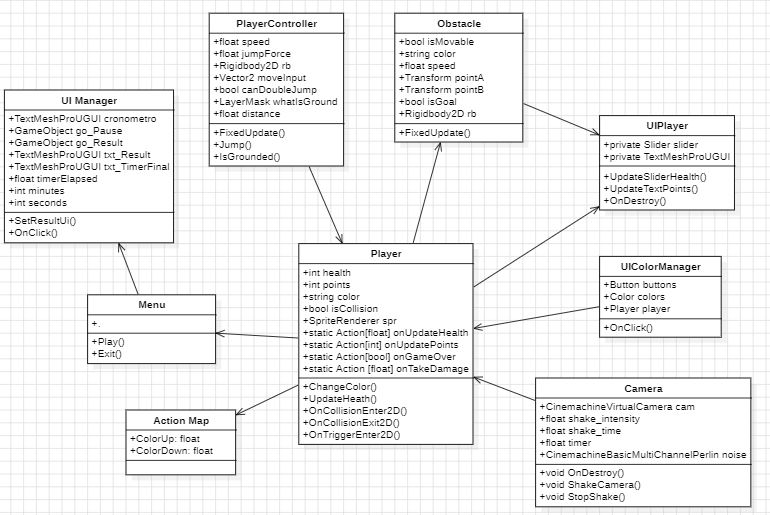 PlayerController
+float speed
+float jumpForce
+Rigidbody2D rb
+Vector2 moveInput
+bool canDoubleJump
+LayerMask whatIsGround
+float distance
+FixedUpdate()
+Jump()
+IsGrounded()
Obstacle
+bool isMovable
+string color
+float speed
+Transform pointA
+Transform pointB
+bool isGoal
+Rigidbody2D rb
+FixedUpdate()
UI Manager
+TextMeshProUGUI cronometro
+GameObject go_Pause
+GameObject go_Result
+TextMeshProUGUI txt_Result
+TextMeshProUGUI txt_TimerFinal
+float timerElapsed
+int minutes
+int seconds
+SetResultUi()
+OnClick()
UIPlayer
+private Slider slider
+private TextMeshProUGUI
+UpdateSliderHealth()
+UpdateTextPoints()
+OnDestroy()
Player
+int health
+int points
+string color
+bool isCollision
+SpriteRenderer spr
+static Action[float] onUpdateHealth
+static Action[int] onUpdatePoints
+static Action[bool] onGameOver
+static Action [float] onTakeDamage
+ChangeColor()
+UpdateHeath()
+OnCollisionEnter2D()
+OnCollisionExit2D()
+OnTriggerEnter2D()
UIColorManager
+Button buttons
+Color colors
+Player player
+OnClick()
Menu
+.
+Play()
+Exit()
Action Map
+ColorUp: float
+ColorDown: float
Camera
+CinemachineVirtualCamera cam
+float shake_intensity
+float shake_time
+float timer
+CinemachineBasicMultiChannelPerlin noise
+void OnDestroy()
+void ShakeCamera()
+void StopShake()